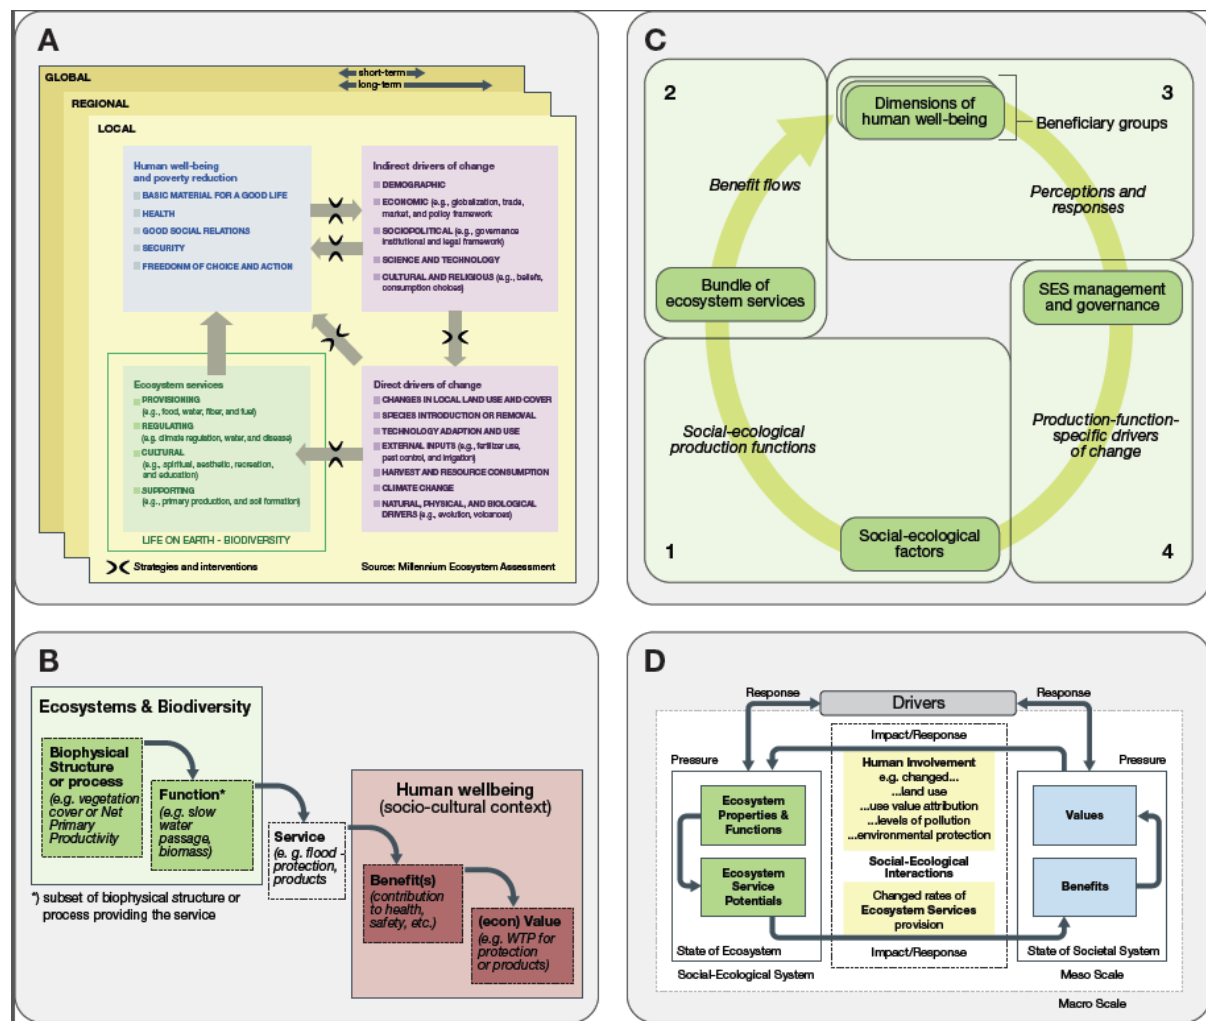 A
GLOBAL
short-term
long-term
REGIONAL
LOCAL
Human well-being
and poverty reduction
BASIC MATERIAL FOR A GOOD LIFE
HEALTH
GOOD SOCIAL RELATIONS
SECURITY
FREEDONM OF CHOICE AND ACTION
Indirect drivers of change
DEMOGRAPHIC
ECONOMIC (e.g., globalization, trade,
market, and policy framework
SOCIOPOLITICAL (e.g., governance
institutional and legal framework)
SCIENCE AND TECHNOLOGY
CULTURAL AND RELIGIOUS (e.g., beliefs,
consumption choices)
Ecosystem services
PROVISIONING
(e.g., food, water, fiber, and fuel)
REGULATING
(e.g. climate regulation, water, and disease)
CULTURAL
(e.g., spiritual, aesthetic, recreation,
and education)
SUPPORTING
(e.g., primary production, and soil formation)
LIFE ON EARTH - BIODIVERSITY
Direct drivers of change
CHANGES IN LOCAL LAND USE AND COVER
SPECIES INTRODUCTION OR REMOVAL
TECHNOLOGY ADAPTION AND USE
EXTERNAL INPUTS (e.g., fertilizer use,
pest control, and irrigation)
HARVEST AND RESOURCE CONSUMPTION
CLIMATE CHANGE
NATURAL, PHYSICAL, AND BIOLOGICAL
DRIVERS (e.g., evolution, volcanoes)
Strategies and interventions
Source: Millennium Ecosystem Assessment
C
2
Dimensions of
human well-being
3
Beneficiary groups
Benefit flows
Perceptions and
responses
Bundle of
ecosystem services
SES management
and governance
Social-ecological
production functions
Production-function-
specific drivers
of change
Social-ecological
factors
1
4
B
Ecosystems & Biodiversity
Biophysical
Structure
or process
(e.g. vegetation
cover or Net
Primary
Productivity
Function*
(e.g. slow
water
passage,
biomass)
Service
(e. g. flood -
protection,
products
Human wellbeing
(socio-cultural context)
Benefit(s)
(contribution
to health,
safety, etc.)
(econ) Value
(e.g. WTP for
protection
or products)
*) subset of biophysical structure or
process providing the service
D
Response
Drivers
Response
Impact/Response
Pressure
Pressure
Human Involvement
e.g. changed...
...land use
...use value attribution
...levels of pollution
...environmental protection
Ecosystem
Properties &
Functions
Values
Social-Ecological
Interactions
Ecosystem
Service
Potentials
Changed rates of
Ecosystem Services
provision
Benefits
State of Ecosystem
Impact/Response
State of Societal System
Social-Ecological System
Meso Scale
Macro Scale